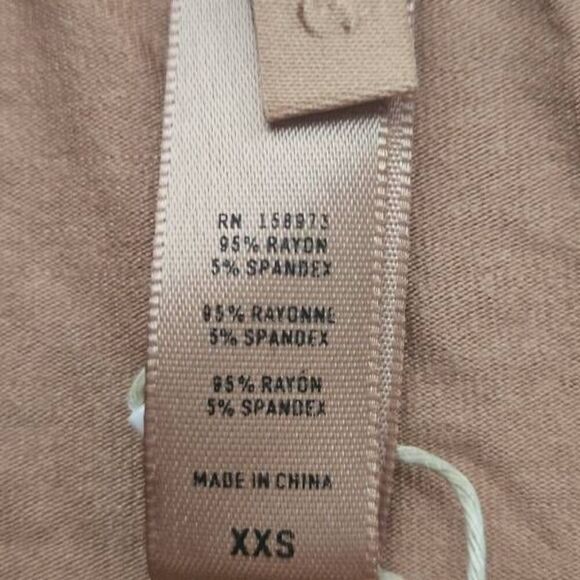 RN 158973
95% RAYON
5% SPANDEX
95% RAYONNE
5% SPANDEX
95% RAYÓN
5% SPANDEX
MADE IN CHINA
XXS